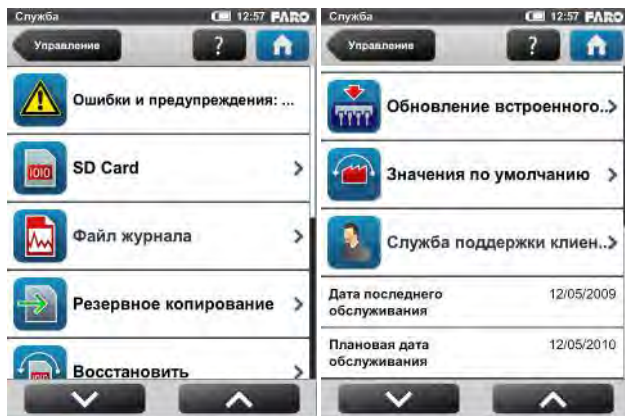 Служба 12:57 FARO
Управление ?
Ошибки и предупреждения: ...
SD Card
Файл журнала
Резервное копирование
Восстановить
Служба 12:57 FARO
Управление ?
Обновление встроенного..
Значения по умолчанию
Служба поддержки клиен..
Дата последнего обслуживания 12/05/2009
Плановая дата обслуживания 12/05/2010